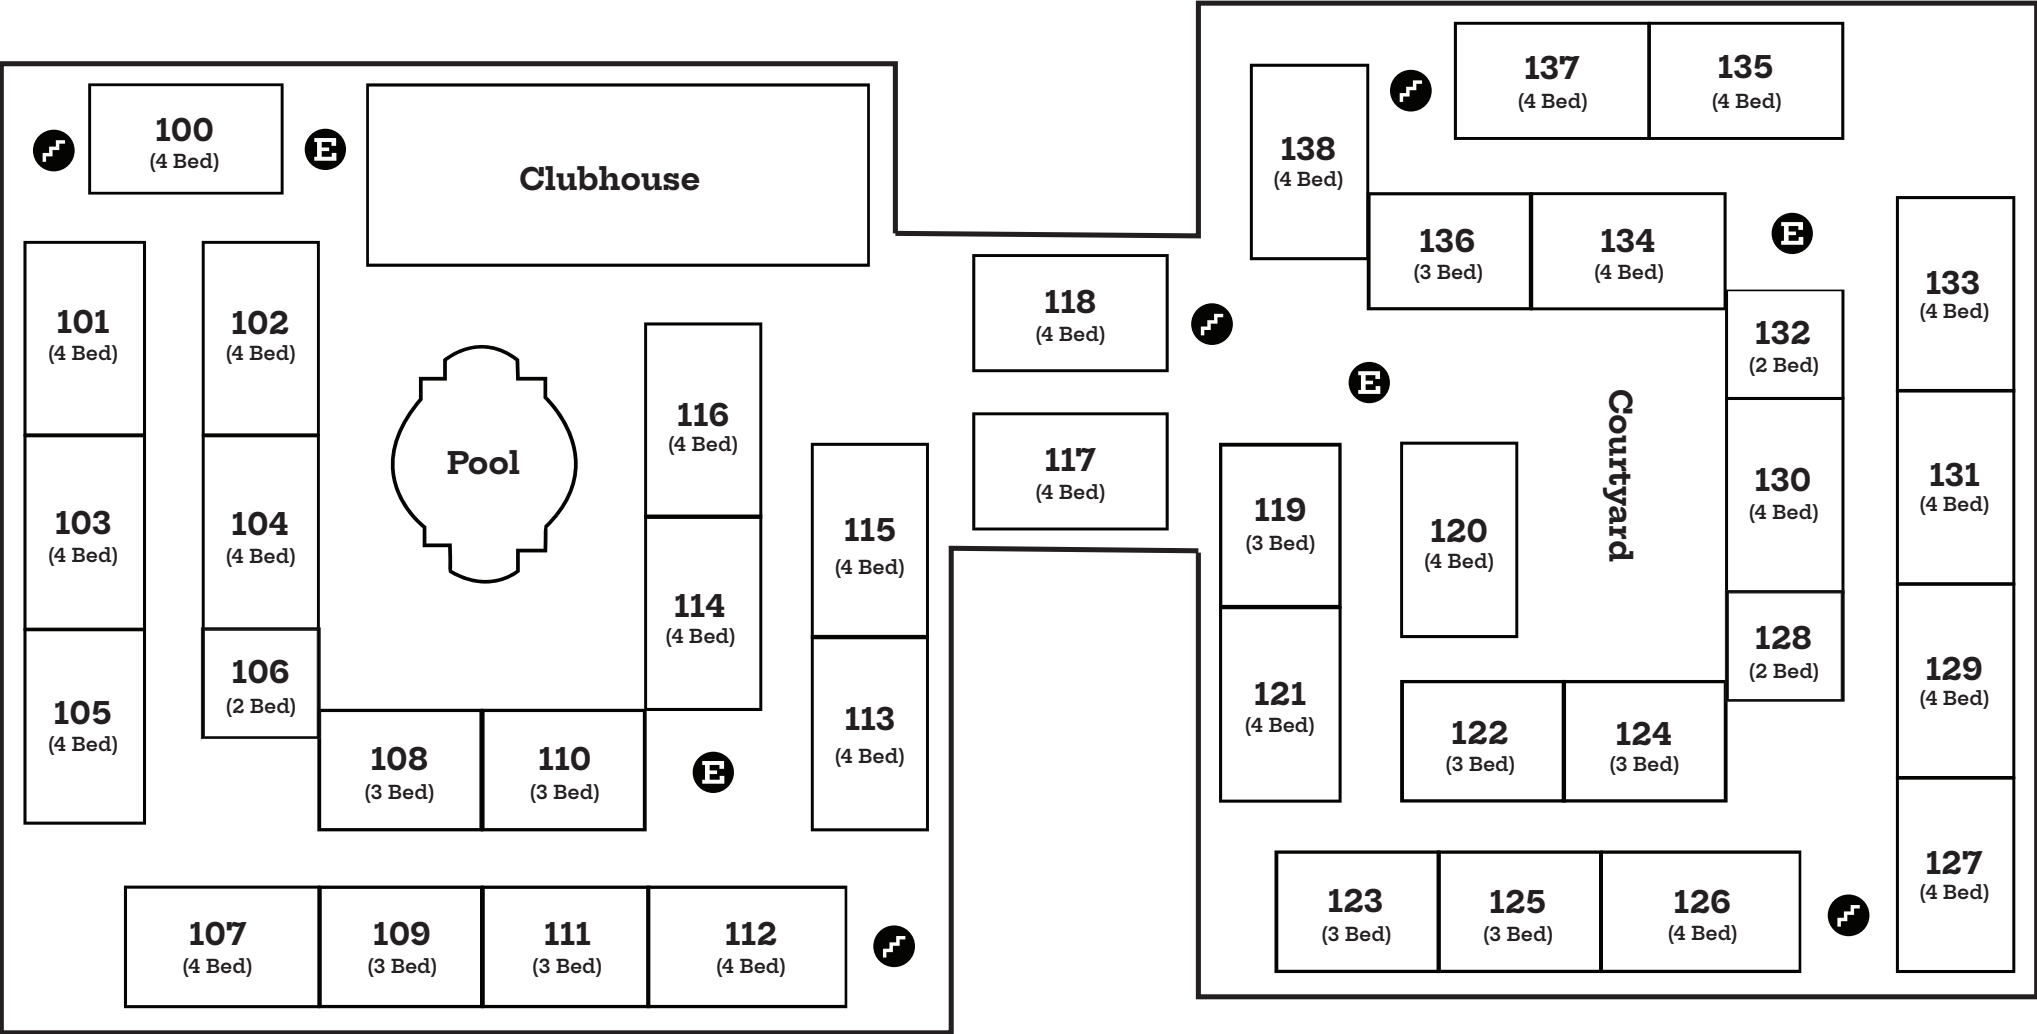 100
(4 Bed)
E
Clubhouse
101
(4 Bed)
102
(4 Bed)
103
(4 Bed)
104
(4 Bed)
105
(4 Bed)
106
(2 Bed)
Pool
116
(4 Bed)
114
(4 Bed)
115
(4 Bed)
113
(4 Bed)
108
(3 Bed)
110
(3 Bed)
E
107
(4 Bed)
109
(3 Bed)
111
(3 Bed)
112
(4 Bed)
118
(4 Bed)
117
(4 Bed)
138
(4 Bed)
137
(4 Bed)
135
(4 Bed)
136
(3 Bed)
134
(4 Bed)
E
E
132
(2 Bed)
133
(4 Bed)
130
(4 Bed)
131
(4 Bed)
128
(2 Bed)
129
(4 Bed)
127
(4 Bed)
Courtyard
119
(3 Bed)
120
(4 Bed)
121
(4 Bed)
122
(3 Bed)
124
(3 Bed)
123
(3 Bed)
125
(3 Bed)
126
(4 Bed)